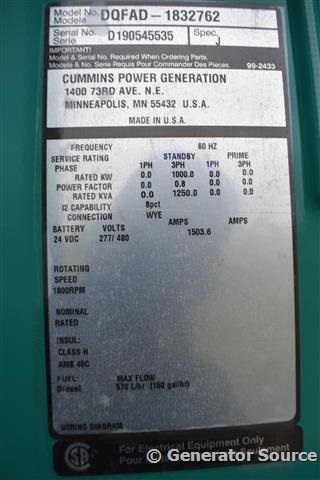 Model No. DQFAD-1832762
Modele
Serial No. D190545535 Spec. J
Serie
IMPORTANT!
Model & Serial No. Required When Ordering Parts.
Modele & No. Serie Requis Pour Commander Des Pieces. 99-2433
CUMMINS POWER GENERATION
1400 73RD AVE. N.E.
MINNEAPOLIS, MN 55432 U.S.A.
MADE IN U.S.A.
FREQUENCY 60 HZ
SERVICE RATING STANDBY PRIME
PHASE 1PH 3PH 1PH 3PH
RATED KW 0.0 1000.0 0.0 0.0
POWER FACTOR 0.0 0.8 0.0 0.0
RATED KVA 0.0 1250.0 0.0 0.0
I2 CAPABILITY 8pct
CONNECTION WYE
BATTERY VOLTS AMPS AMPS
24 VDC 277/ 480 1503.6
ROTATING
SPEED
1800RPM
NOMINAL
RATED
INSUL:
CLASS H
AMB 40C
FUEL: MAX FLOW
Diesel 570 L/hr (150 gal/hr)
WIRING DIAGRAM
For Electrical Equipment Only
Pour Equipement Seulement
© Generator Source